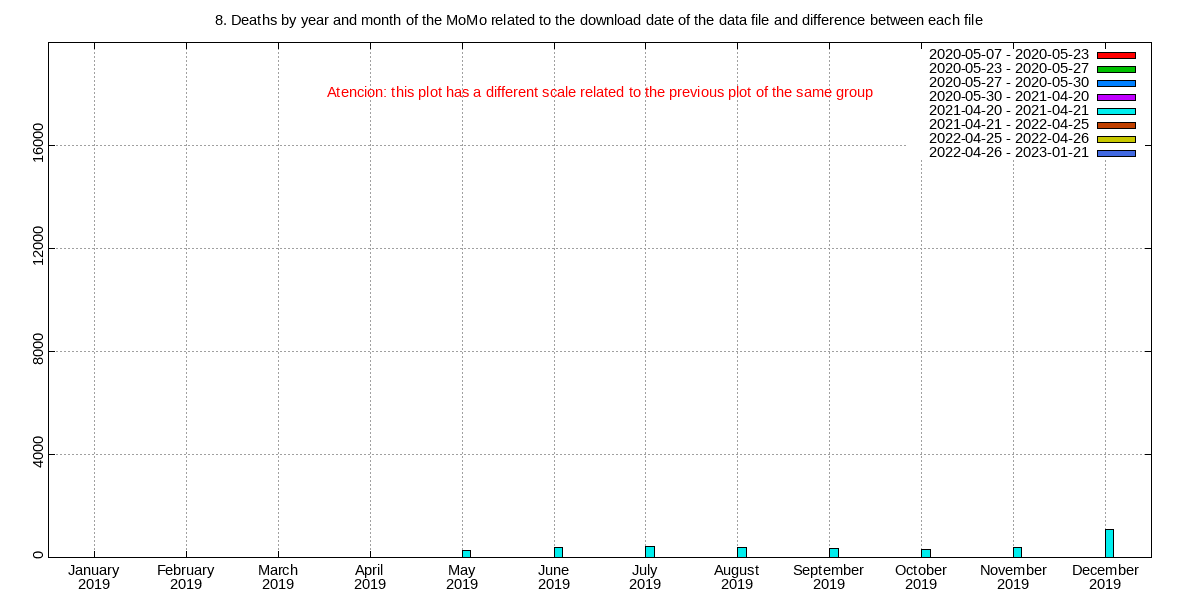 8. Deaths by year and month of the MoMo related to the download date of the data file and difference between each file
Atencion: this plot has a different scale related to the previous plot of the same group
2020-05-07 - 2020-05-23
2020-05-23 - 2020-05-27
2020-05-27 - 2020-05-30
2020-05-30 - 2021-04-20
2021-04-20 - 2021-04-21
2021-04-21 - 2022-04-25
2022-04-25 - 2022-04-26
2022-04-26 - 2023-01-21
16000
12000
8000
4000
0
January February March April May June July August September October November December
2019 2019 2019 2019 2019 2019 2019 2019 2019 2019 2019 2019